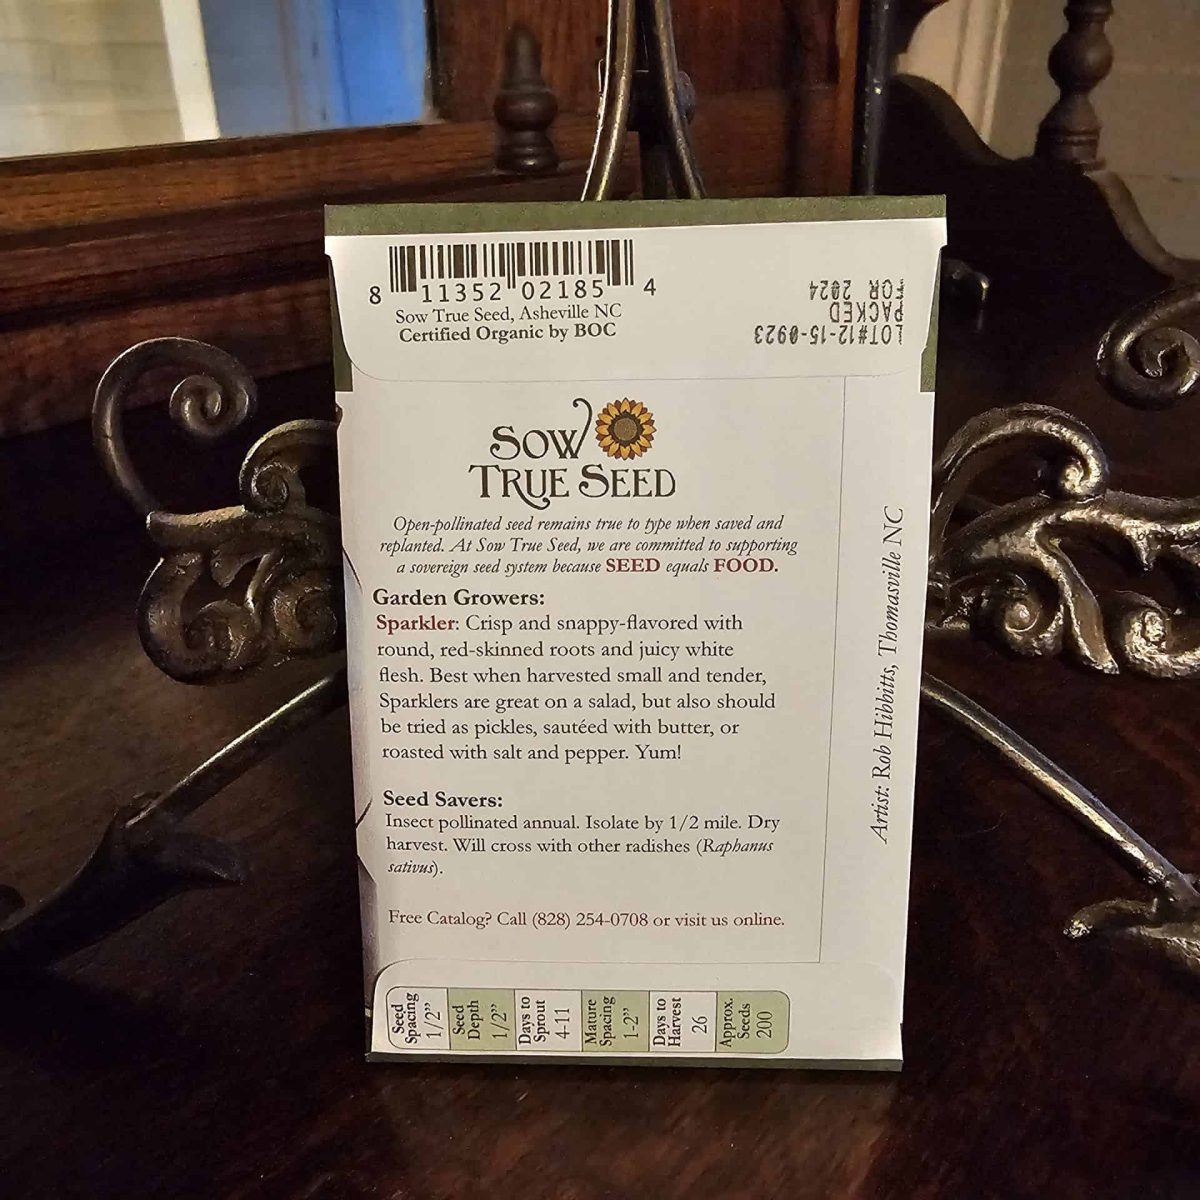 8 11352 02185 4
Sow True Seed, Asheville NC
Certified Organic by BOC
LOT#12-15-0923
PACKED
FOR 2024
SOW
TRUE SEED
Open-pollinated seed remains true to type when saved and
replanted. At Sow True Seed, we are committed to supporting
a sovereign seed system because SEED equals FOOD.
Garden Growers:
Sparkler: Crisp and snappy-flavored with
round, red-skinned roots and juicy white
flesh. Best when harvested small and tender,
Sparklers are great on a salad, but also should
be tried as pickles, sautéed with butter, or
roasted with salt and pepper. Yum!
Seed Savers:
Insect pollinated annual. Isolate by 1/2 mile. Dry
harvest. Will cross with other radishes (Raphanus
sativus).
Free Catalog? Call (828) 254-0708 or visit us online.
Artist: Rob Hibbitts, Thomasville NC
Seed
Spacing
1/2"
Seed
Depth
1/2"
Days to
Sprout
4-11
Mature
Spacing
1-2"
Days to
Harvest
26
Approx.
Seeds
200